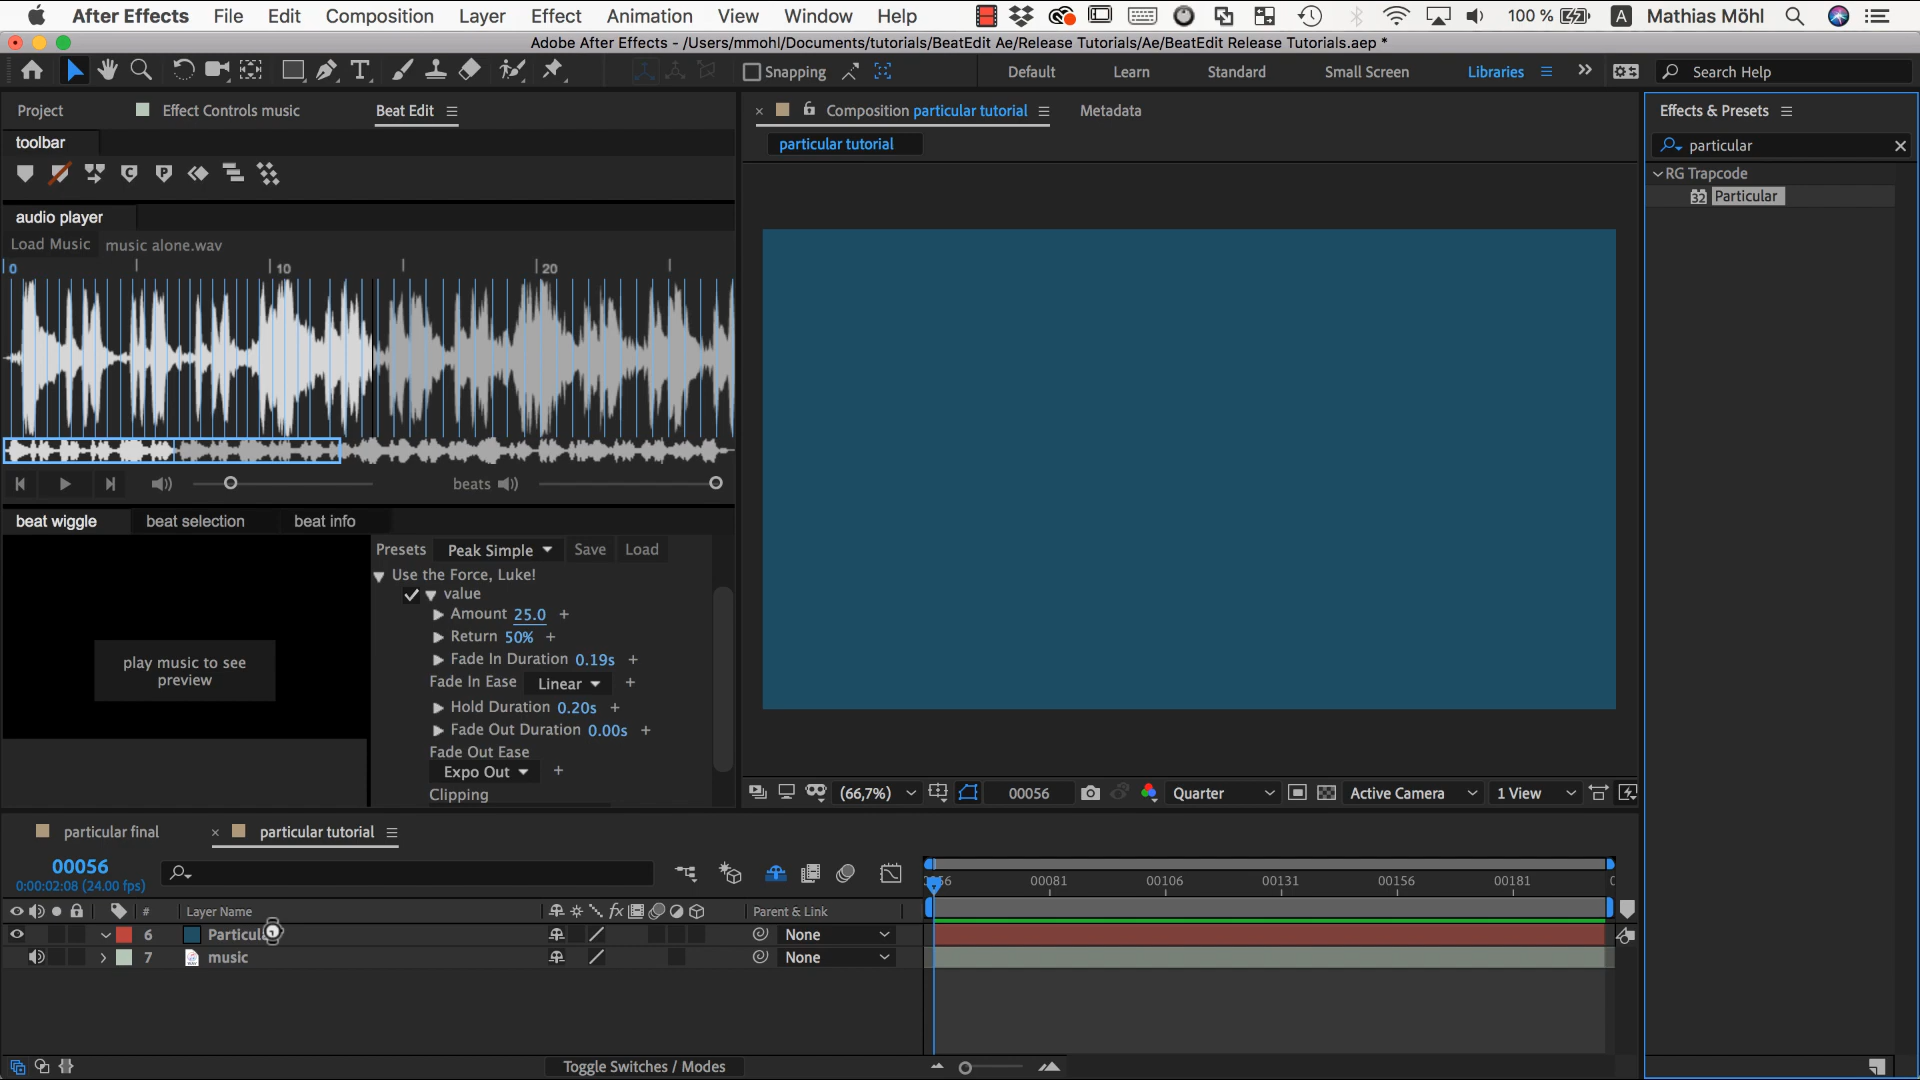 After Effects File Edit Composition Layer Effect Animation View Window Help 100 % A Mathias Möhl
Adobe After Effects - /Users/mmohl/Documents/tutorials/BeatEdit Ae/Release Tutorials/Ae/BeatEdit Release Tutorials.aep *
T Snapping Default Learn Standard Small Screen Libraries Search Help
Project Effect Controls music Beat Edit
Composition particular tutorial Metadata
Effects & Presets
toolbar
particular tutorial
particular
C P
RG Trapcode
32 Particular
audio player
Load Music music alone.wav
0 10 20
beats
beat wiggle beat selection beat info
Presets Peak Simple Save Load
Use the Force, Luke!
value
Amount 25.0 +
Return 50% +
Fade In Duration 0.19s +
Fade In Ease Linear +
Hold Duration 0.20s +
Fade Out Duration 0.00s +
Fade Out Ease
Expo Out +
Clipping
play music to see
preview
(66,7%) 00056 Quarter Active Camera 1 View
particular final particular tutorial
00056
0:00:02:08 (24.00 fps)
00081 00106 00131 00156 00181
# Layer Name fx Parent & Link
6 None
7 music None
Toggle Switches / Modes